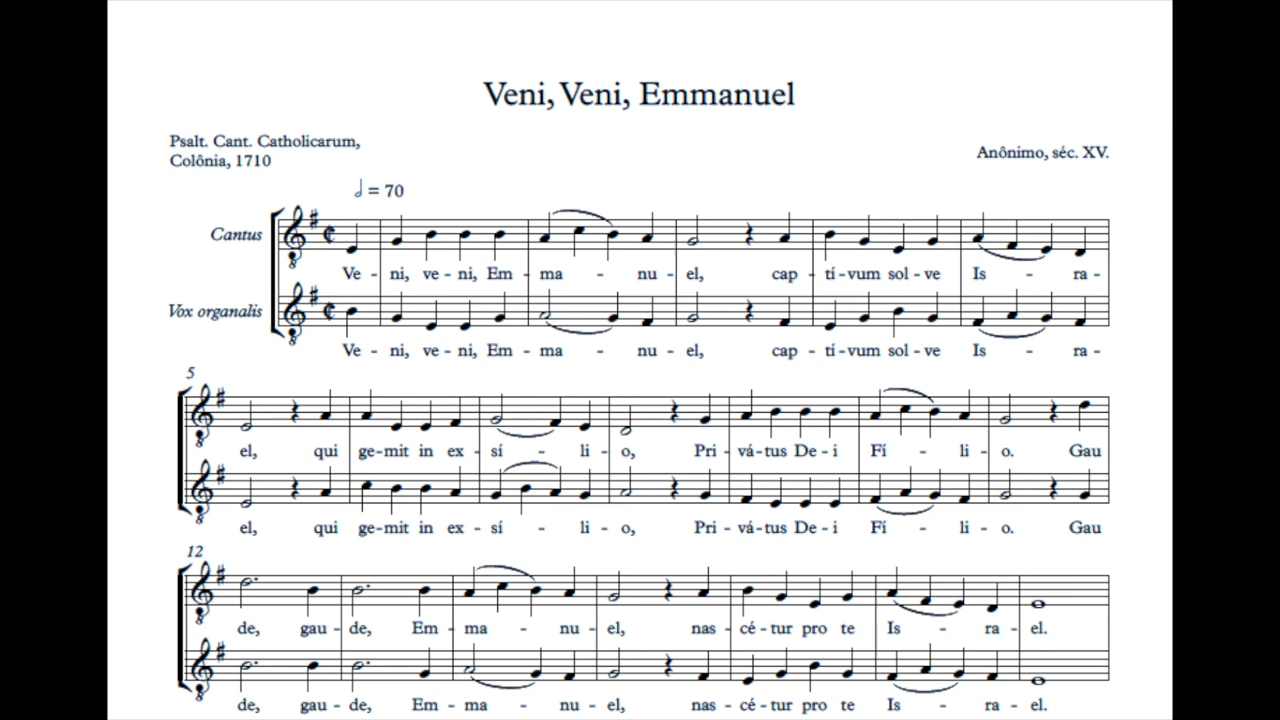 Veni, Veni, Emmanuel
Psalt. Cant. Catholicarum,
Colônia, 1710
Anônimo, séc. XV.
= 70
Cantus
Ve - ni, ve - ni, Em - ma - nu - el, cap - tí-vum sol - ve Is - ra -
Vox organalis
Ve - ni, ve - ni, Em - ma - nu - el, cap - tí-vum sol - ve Is - ra -
5
el, qui ge-mit in ex - sí - li - o, Pri - vá-tus De - i Fí - li - o. Gau
el, qui ge-mit in ex - sí - li - o, Pri - vá-tus De - i Fí - li - o. Gau
12
de, gau - de, Em - ma - nu - el, nas - cé - tur pro te Is - ra - el.
de, gau - de, Em - ma - nu - el, nas - cé - tur pro te Is - ra - el.